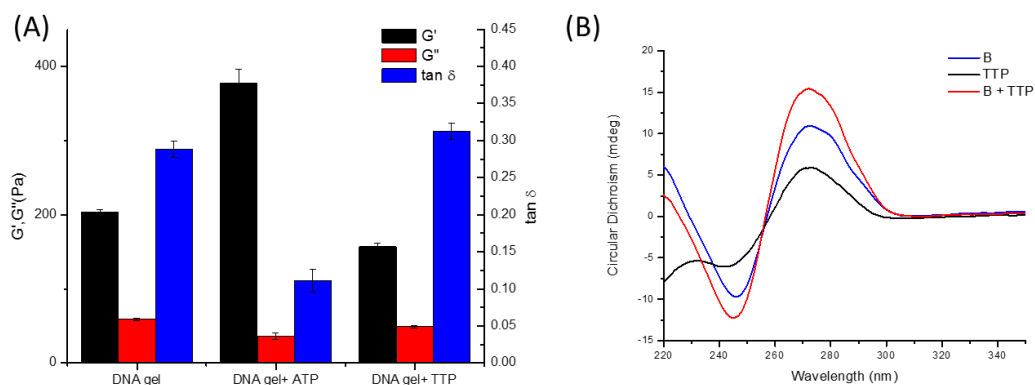 (A)
G'
G"
tan δ
0.45
0.40
0.35
0.30
0.25
0.20
0.15
0.10
0.05
0.00
400
200
0
G',G"(Pa)
tan δ
DNA gel
DNA gel+ ATP
DNA gel+ TTP
(B)
B
TTP
B + TTP
20
15
10
5
0
-5
-10
-15
Circular Dichroism (mdeg)
220
240
260
280
300
320
340
Wavelength (nm)